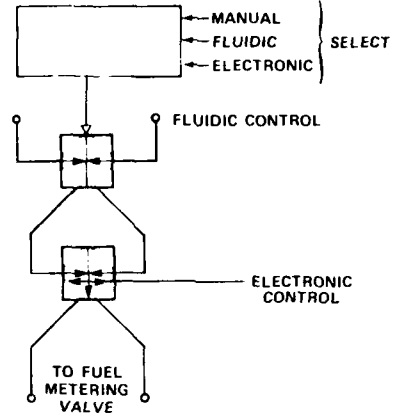 MANUAL
FLUIDIC
ELECTRONIC
SELECT
FLUIDIC CONTROL
ELECTRONIC
CONTROL
TO FUEL
METERING
VALVE